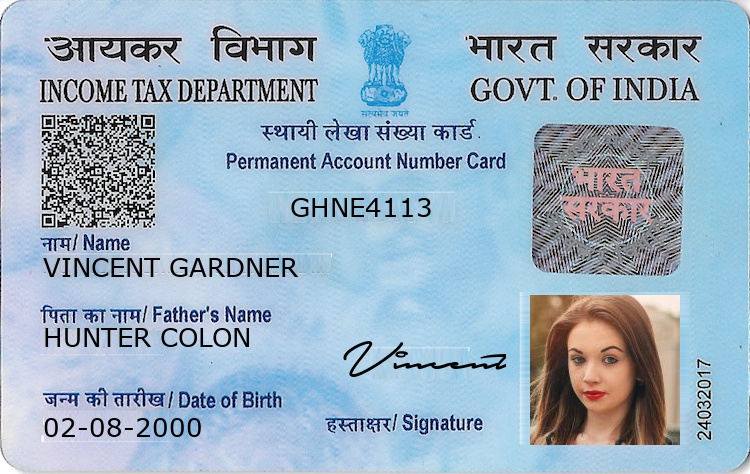 आयकर विभाग
भारत सरकार
INCOME TAX DEPARTMENT
GOVT. OF INDIA
सत्यमेव जयते
स्थायी लेखा संख्या कार्ड
Permanent Account Number Card
भारत
सरकार
GHNE4113
नाम/ Name
VINCENT GARDNER
पिता का नाम/ Father's Name
HUNTER COLON
Vincent
जन्म की तारीख/ Date of Birth
02-08-2000
हस्ताक्षर/ Signature
24032017